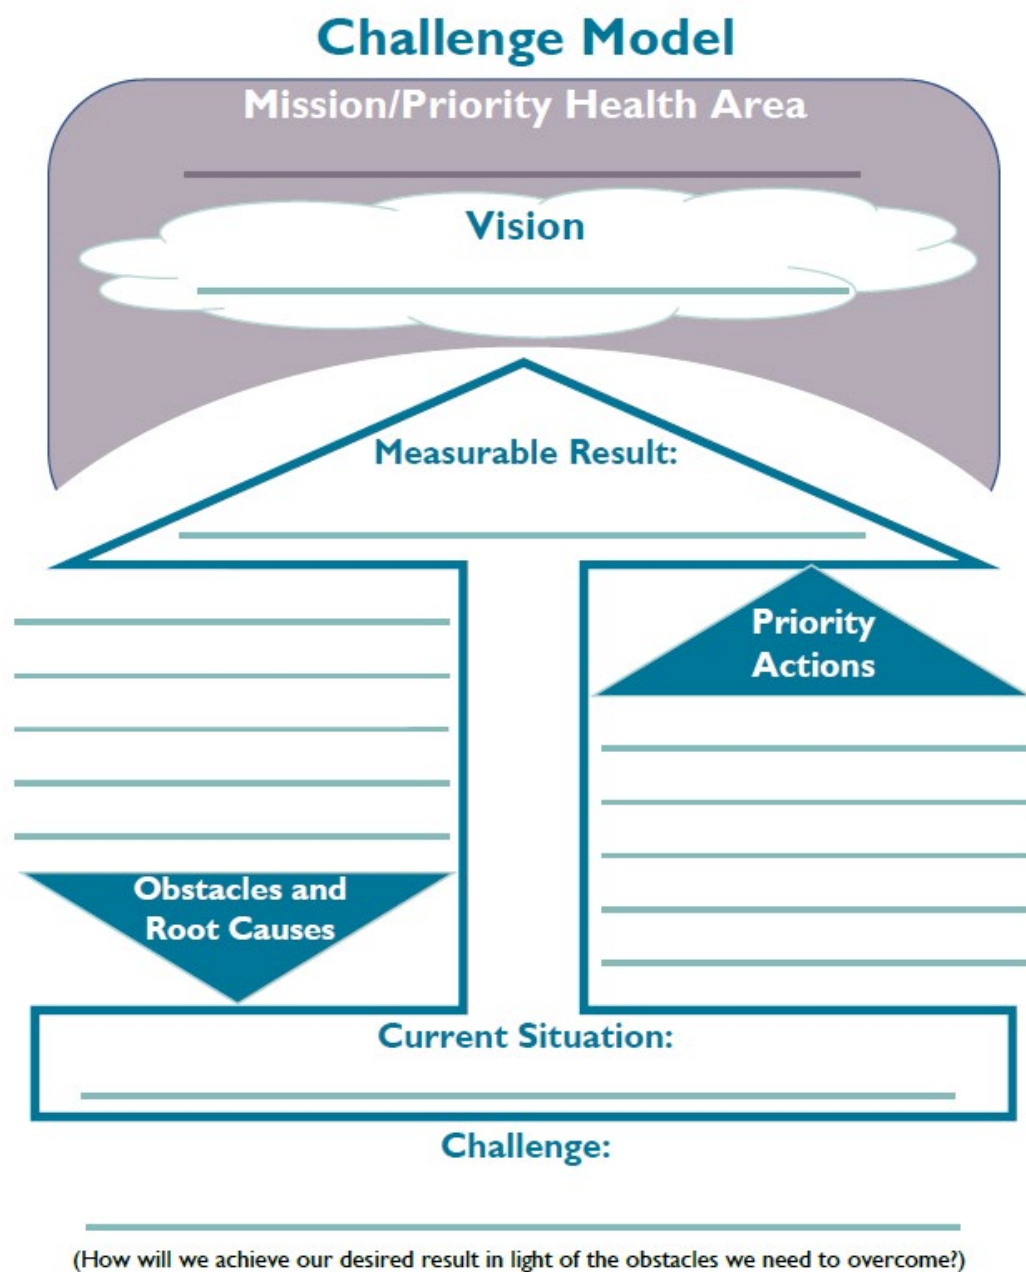 Challenge Model
Mission/Priority Health Area
Vision
Measurable Result:
Priority
Actions
Obstacles and
Root Causes
Current Situation:
Challenge:
(How will we achieve our desired result in light of the obstacles we need to overcome?)